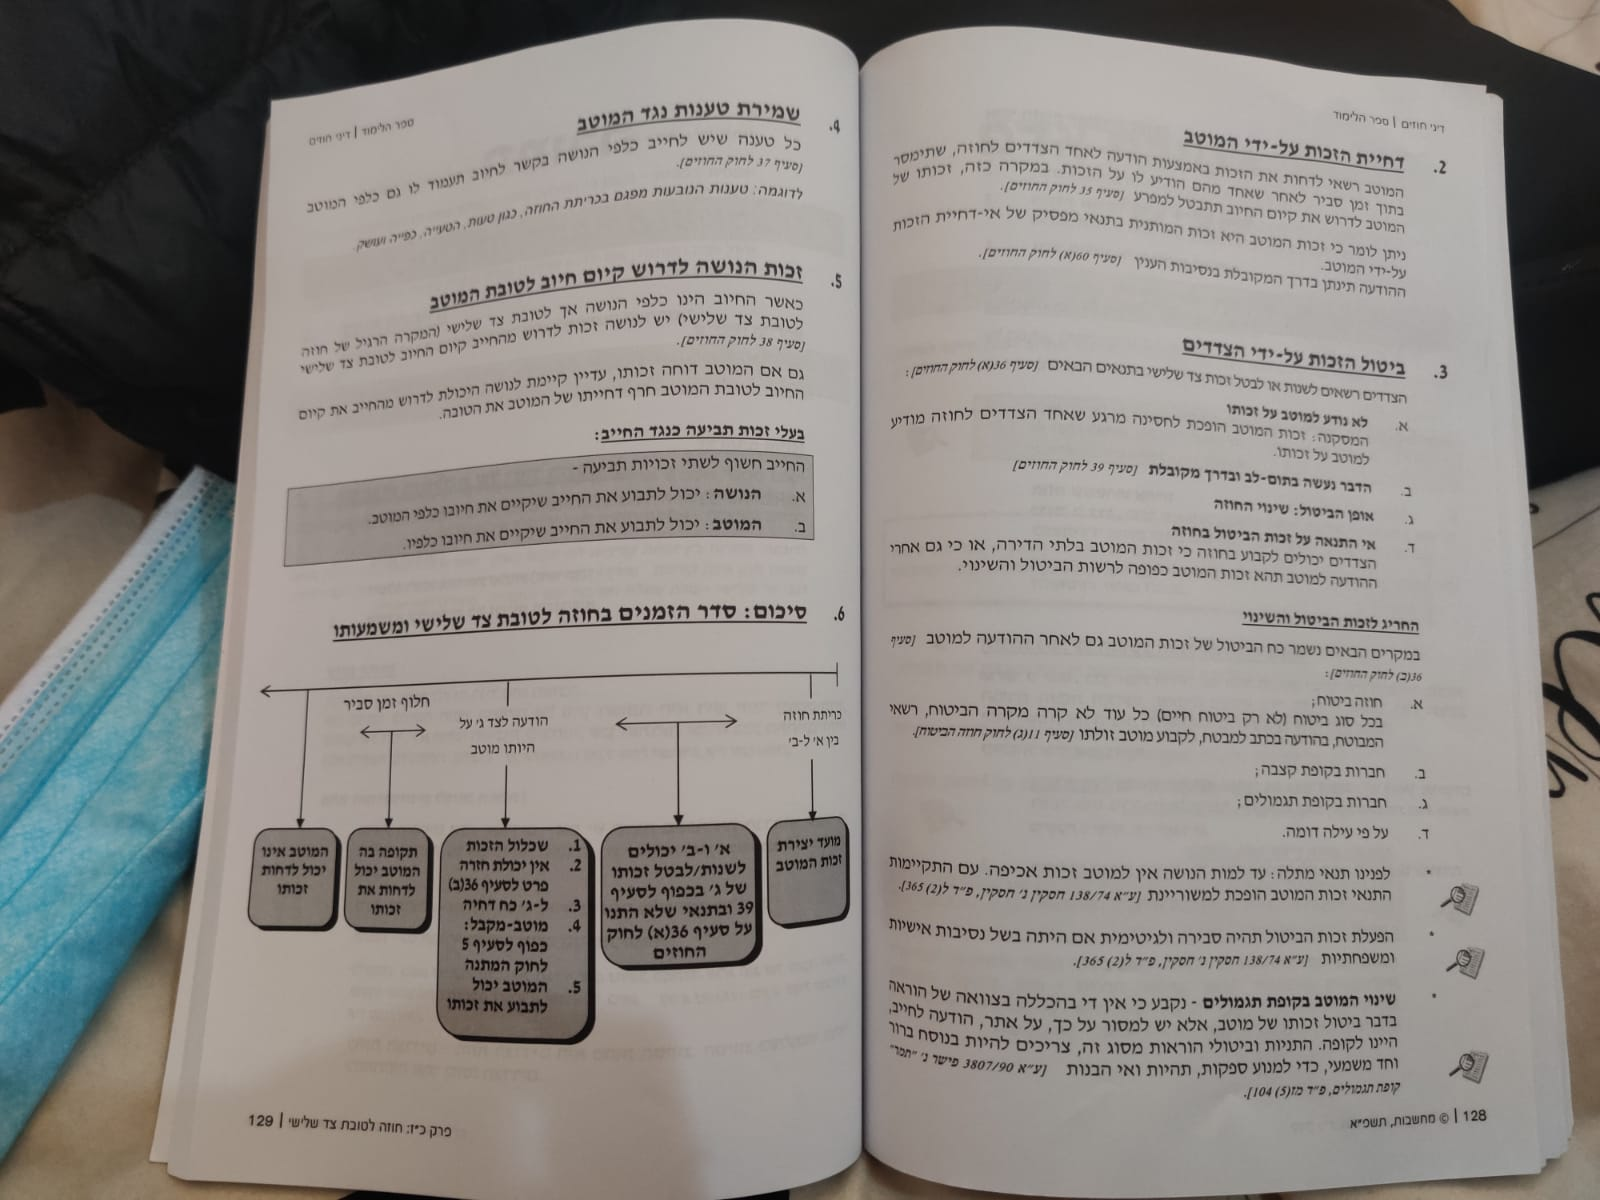 דיני חוזים | ספר הלימוד
2. דחיית הזכות על-ידי המוטב
המוטב רשאי לדחות את הזכות באמצעות הודעה לאחד הצדדים לחוזה, שתימסר
בתוך זמן סביר לאחר שאחד מהם הודיע לו על הזכות. במקרה כזה, זכותו של
המוטב לדרוש את קיום החיוב תתבטל למפרע [סעיף 35 לחוק החוזים].
ניתן לומר כי זכות המוטב היא זכות המותנית בתנאי מפסיק של אי-דחיית הזכות
על-ידי המוטב.
ההודעה תינתן בדרך המקובלת בנסיבות הענין [סעיף 60(א) לחוק החוזים].
3. ביטול הזכות על-ידי הצדדים
הצדדים רשאים לשנות או לבטל זכות צד שלישי בתנאים הבאים [סעיף 36(א) לחוק החוזים]:
א. לא נודע למוטב על זכותו
המסקנה: זכות המוטב הופכת לחסינה מרגע שאחד הצדדים לחוזה מודיע
למוטב על זכותו.
ב. הדבר נעשה בתום-לב ובדרך מקובלת [סעיף 39 לחוק החוזים]
ג. אופן הביטול: שינוי החוזה
ד. אי התנאה על זכות הביטול בחוזה
הצדדים יכולים לקבוע בחוזה כי זכות המוטב בלתי הדירה, או כי גם אחרי
ההודעה למוטב תהא זכות המוטב כפופה לרשות הביטול והשינוי.
החריג לזכות הביטול והשינוי
במקרים הבאים נשמר כח הביטול של זכות המוטב גם לאחר ההודעה למוטב [סעיף
36(ב) לחוק החוזים]:
א. חוזה ביטוח;
בכל סוג ביטוח (לא רק ביטוח חיים) כל עוד לא קרה מקרה הביטוח, רשאי
המבוטח, בהודעה בכתב למבטח, לקבוע מוטב זולתו [סעיף 11(ג) לחוק חוזה הביטוח].
ב. חברות בקופת קצבה;
ג. חברות בקופת תגמולים;
ד. על פי עילה דומה.
* לפנינו תנאי מתלה: עד למות הנושה אין למוטב זכות אכיפה. עם התקיימות
התנאי זכות המוטב הופכת למשוריינת [ע״א 138/74 חסקין נ׳ חסקין, פ״ד ל(2) 365].
* הפעלת זכות הביטול תהיה סבירה ולגיטימית אם היתה בשל נסיבות אישיות
ומשפחתיות [ע״א 138/74 חסקין נ׳ חסקין, פ״ד ל(2) 365].
* שינוי המוטב בקופת תגמולים - נקבע כי אין די בהכללה בצוואה של הוראה
בדבר ביטול זכותו של מוטב, אלא יש למסור על כך, על אתר, הודעה לחייב,
היינו לקופה. התניות וביטולי הוראות מסוג זה, צריכים להיות בנוסח ברור
וחד משמעי, כדי למנוע ספקות, תהיות ואי הבנות [ע״א 3807/90 פישר נ׳ "תמר"
קופת תגמולים, פ״ד מז(5) 104].
128 | © מחשבות, תשפ״א
ספר הלימוד | דיני חוזים
4. שמירת טענות נגד המוטב
כל טענה שיש לחייב כלפי הנושה בקשר לחיוב תעמוד לו גם כלפי המוטב
[סעיף 37 לחוק החוזים].
לדוגמה: טענות הנובעות מפגם בכריתת החוזה, כגון טעות, הטעייה, כפייה ועושק.
5. זכות הנושה לדרוש קיום חיוב לטובת המוטב
כאשר החיוב הינו כלפי הנושה אך לטובת צד שלישי (המקרה הרגיל של חוזה
לטובת צד שלישי) יש לנושה זכות לדרוש מהחייב קיום החיוב לטובת צד שלישי
[סעיף 38 לחוק החוזים].
גם אם המוטב דוחה זכותו, עדיין קיימת לנושה היכולת לדרוש מהחייב את קיום
החיוב לטובת המוטב חרף דחייתו של המוטב את הטובה.
בעלי זכות תביעה כנגד החייב:
החייב חשוף לשתי זכויות תביעה -
א. הנושה: יכול לתבוע את החייב שיקיים את חיובו כלפי המוטב.
ב. המוטב: יכול לתבוע את החייב שיקיים את חיובו כלפיו.
6. סיכום: סדר הזמנים בחוזה לטובת צד שלישי ומשמעותו
כריתת חוזה
בין א׳ ל-ב׳
הודעה לצד ג׳ על
היותו מוטב
חלוף זמן סביר
מועד יצירת
זכות המוטב
א׳ ו-ב׳ יכולים
לשנות/לבטל זכותו
של ג׳ בכפוף לסעיף
39 ובתנאי שלא התנו
על סעיף 36(א) לחוק
החוזים
1. שכלול הזכות
2. אין יכולת חזרה
פרט לסעיף 36(ב)
3. ל-ג׳ כח דחיה
4. מוטב-מקבל:
כפוף לסעיף 5
לחוק המתנה
5. המוטב יכול
לתבוע את זכותו
תקופה בה
המוטב יכול
לדחות את
זכותו
המוטב אינו
יכול לדחות
זכותו
פרק כ״ז: חוזה לטובת צד שלישי | 129